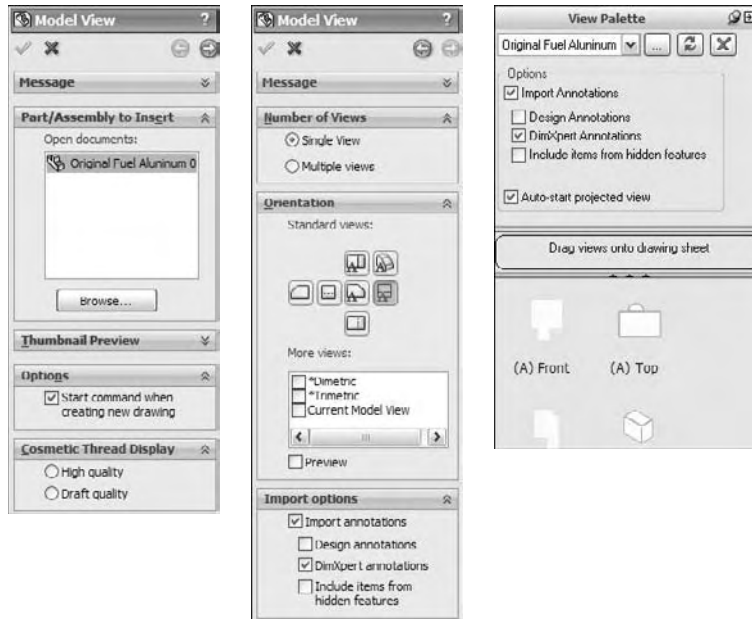 Model View ?
Message
Part/Assembly to Insert
Open documents:
Original Fuel Aluninum 0
Browse...
Thumbnail Preview
Options
Start command when
creating new drawing
Cosmetic Thread Display
High quality
Draft quality
Model View ?
Message
Number of Views
Single View
Multiple views
Orientation
Standard views:
More views:
*Dimetric
*Trimetric
Current Model View
Preview
Import options
Import annotations
Design annotations
DimXpert annotations
Include items from
hidden features
View Palette
Original Fuel Aluninum ...
Options
Import Annotations
Design Annotations
DimXpert Annotations
Include items from hidden features
Auto-start projected view
Drag views onto drawing sheet
(A) Front (A) Top